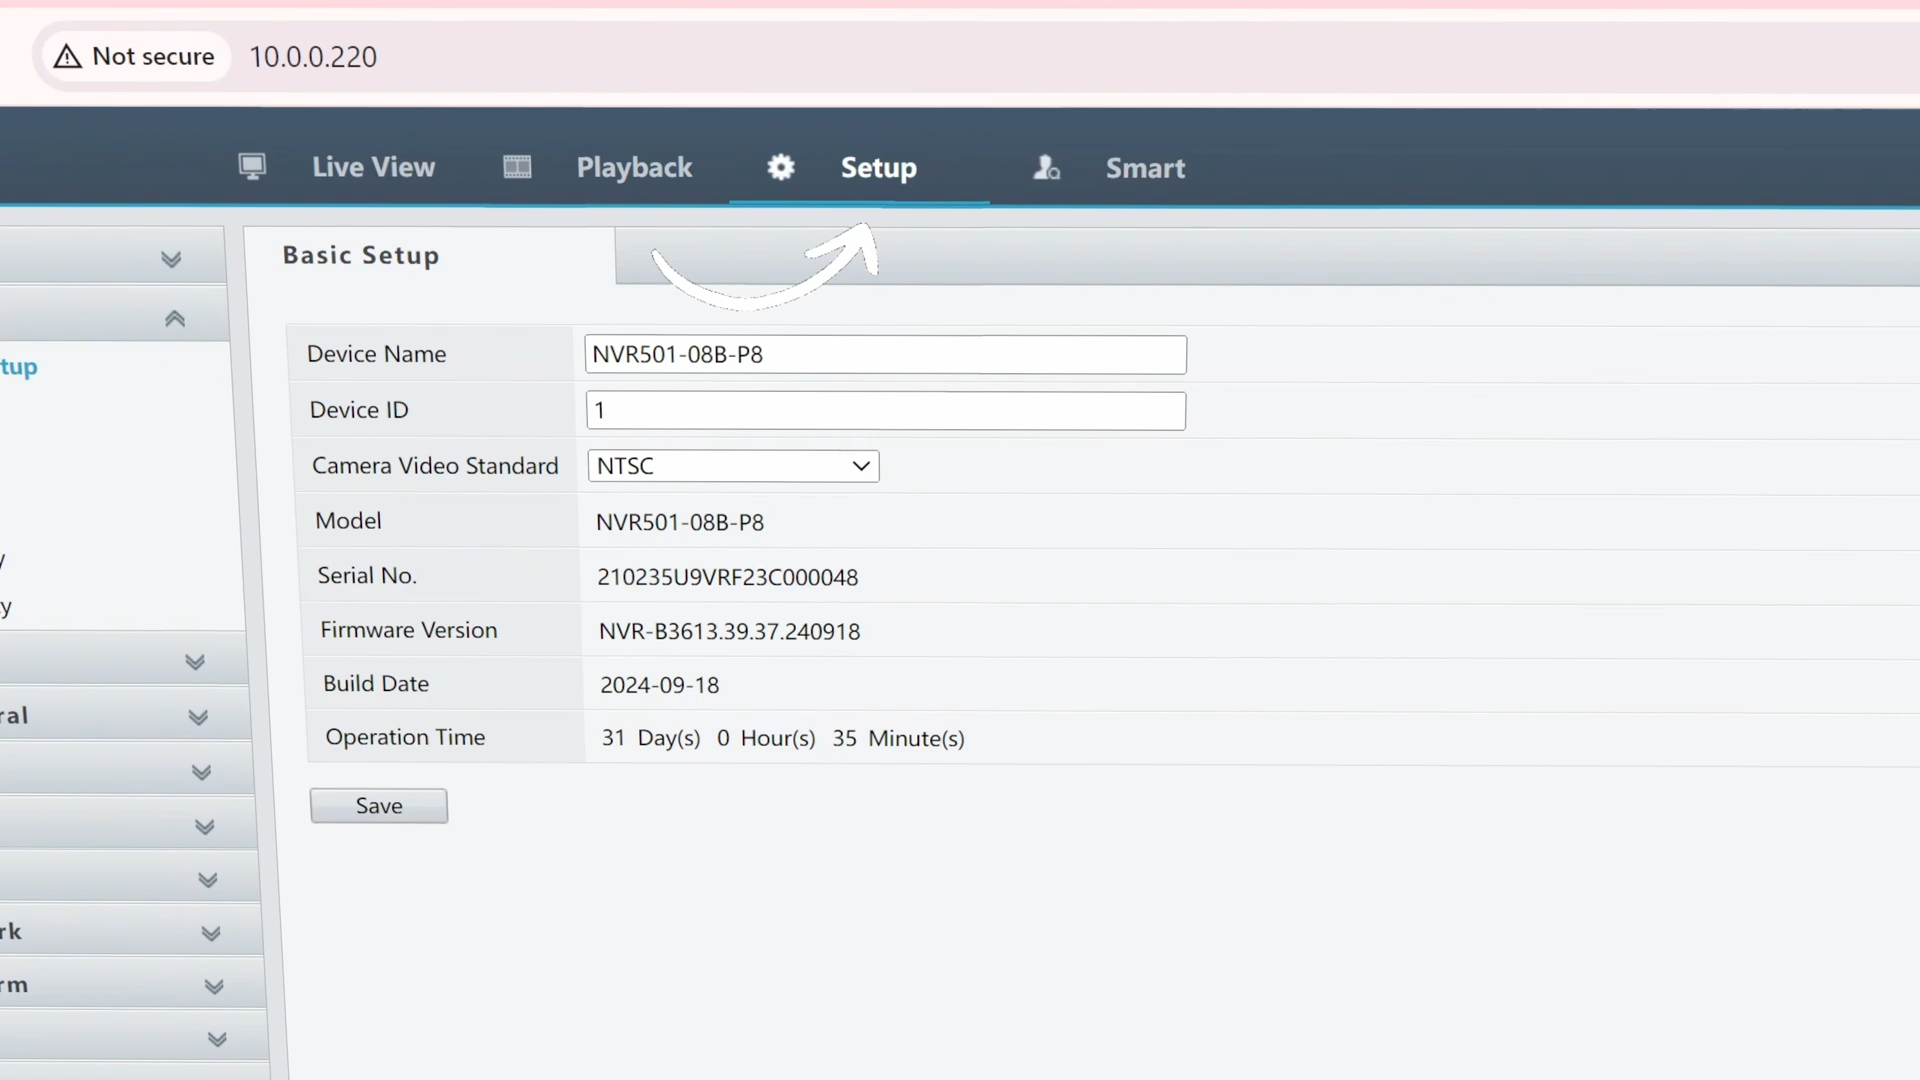 Not secure 10.0.0.220
Live View Playback Setup Smart
Basic Setup
Device Name NVR501-08B-P8
Device ID 1
Camera Video Standard NTSC
Model NVR501-08B-P8
Serial No. 210235U9VRF23C000048
Firmware Version NVR-B3613.39.37.240918
Build Date 2024-09-18
Operation Time 31 Day(s) 0 Hour(s) 35 Minute(s)
Save
tup
y
ral
rk
rm